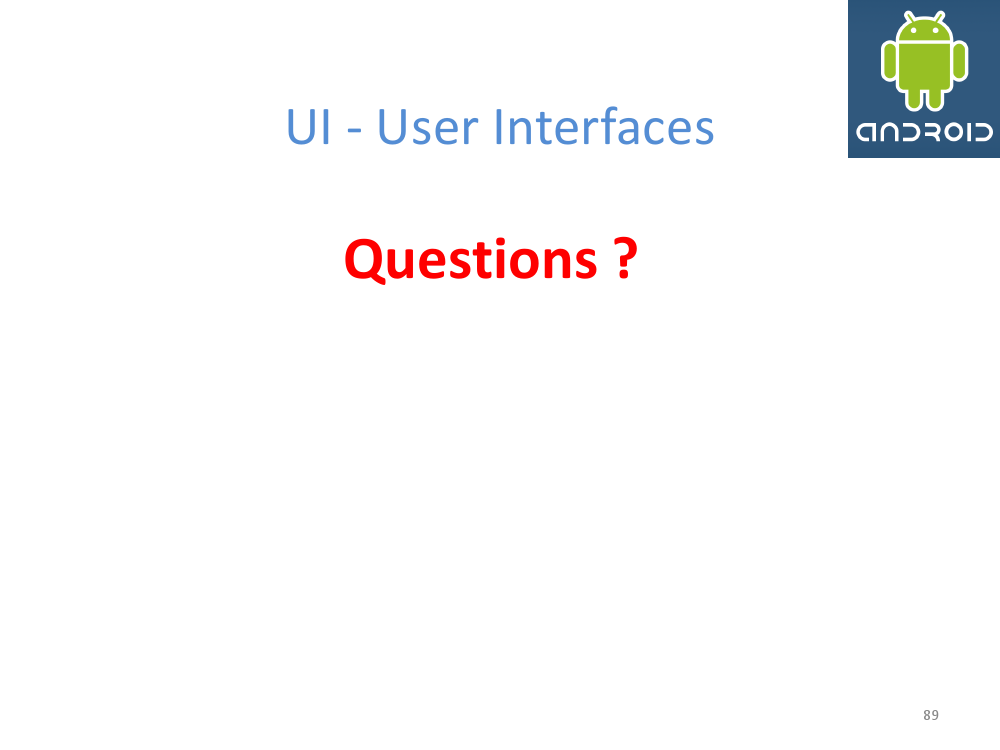 ANDROID
UI - User Interfaces
Questions ?
89